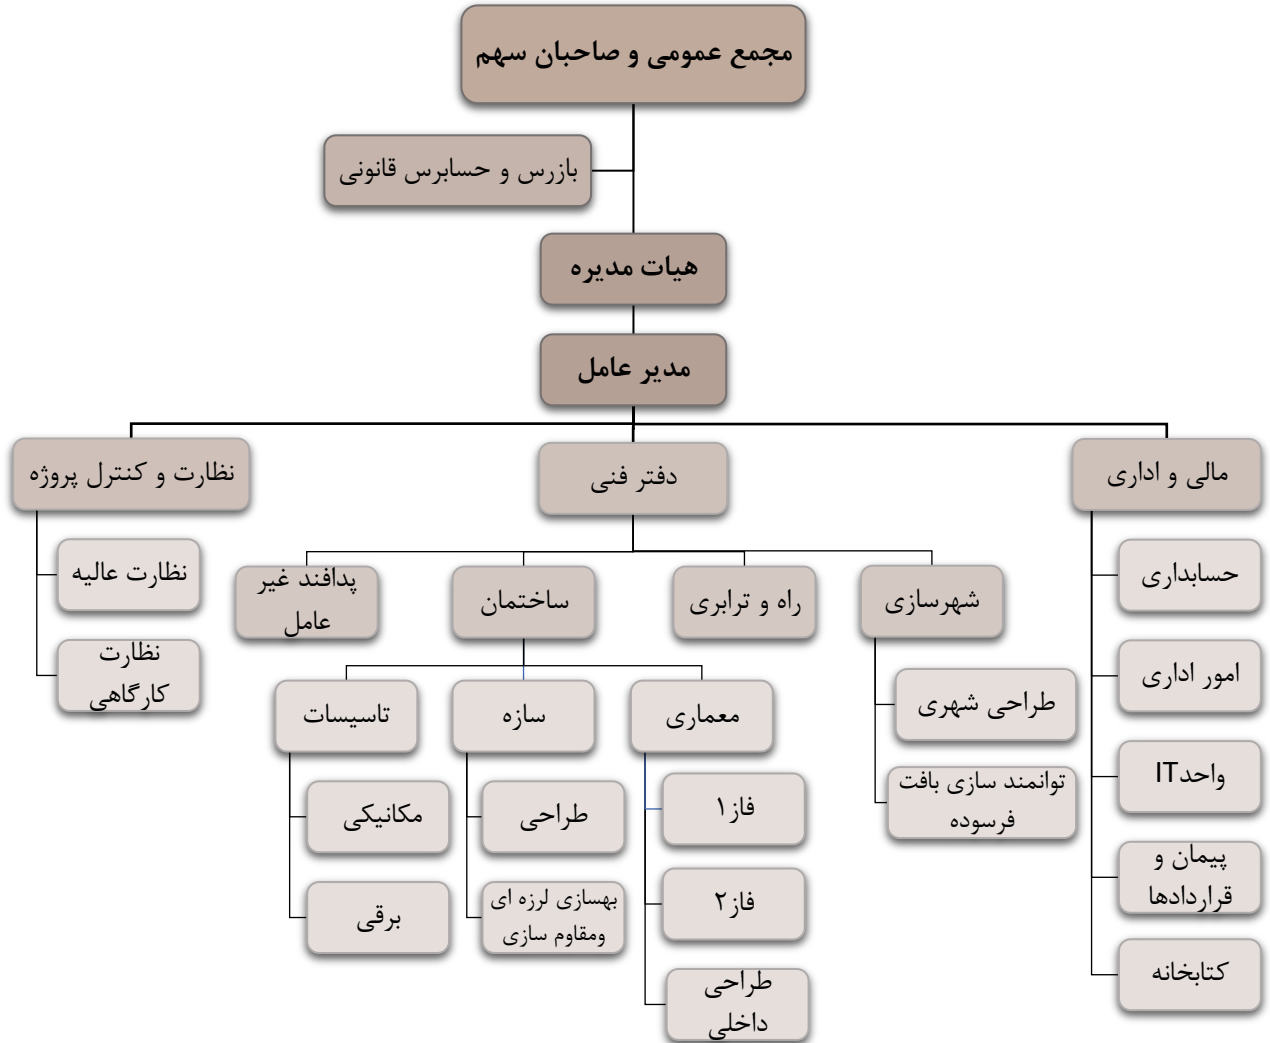 مجمع عمومی و صاحبان سهم
بازرس و حسابرس قانونی
هیات مدیره
مدیر عامل
مالی و اداری
دفتر فنی
نظارت و کنترل پروژه
حسابداری
امور اداری
واحدIT
پیمان و
قراردادها
کتابخانه
شهرسازی
راه و ترابری
ساختمان
پدافند غیر
عامل
طراحی شهری
توانمند سازی بافت
فرسوده
معماری
سازه
تاسیسات
فاز۱
فاز۲
طراحی
داخلی
طراحی
بهسازی لرزه ای
ومقاوم سازی
مکانیکی
برقی
نظارت عالیه
نظارت
کارگاهی